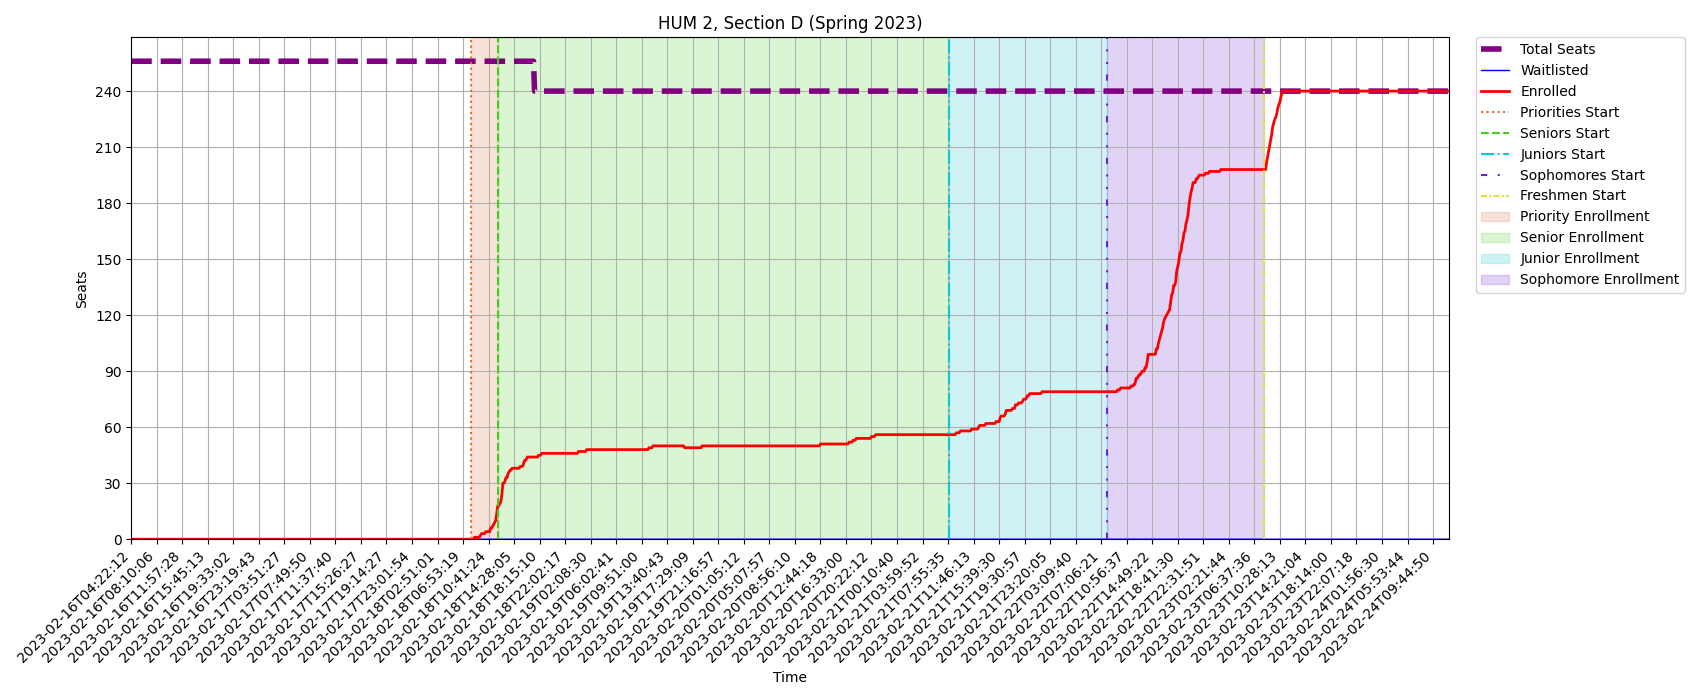 HUM 2, Section D (Spring 2023)
Seats
240
210
180
150
120
90
60
30
0
2023-02-16T04:22:12
2023-02-16T08:10:06
2023-02-16T11:57:28
2023-02-16T15:45:13
2023-02-16T19:33:02
2023-02-16T23:19:43
2023-02-17T03:51:27
2023-02-17T07:49:50
2023-02-17T11:37:40
2023-02-17T15:26:27
2023-02-17T19:14:27
2023-02-17T23:01:54
2023-02-18T02:51:01
2023-02-18T06:53:19
2023-02-18T10:41:24
2023-02-18T14:28:05
2023-02-18T18:15:10
2023-02-18T22:02:17
2023-02-19T02:08:30
2023-02-19T06:02:41
2023-02-19T09:51:00
2023-02-19T13:40:43
2023-02-19T17:29:09
2023-02-19T21:16:57
2023-02-20T01:05:12
2023-02-20T05:07:57
2023-02-20T08:56:10
2023-02-20T12:44:18
2023-02-20T16:33:00
2023-02-20T20:22:12
2023-02-21T00:10:40
2023-02-21T03:59:52
2023-02-21T07:55:35
2023-02-21T11:46:13
2023-02-21T15:39:30
2023-02-21T19:30:57
2023-02-21T23:20:05
2023-02-22T03:09:40
2023-02-22T07:06:21
2023-02-22T10:56:37
2023-02-22T14:49:22
2023-02-22T18:41:30
2023-02-22T22:31:51
2023-02-23T02:21:44
2023-02-23T06:37:36
2023-02-23T10:28:13
2023-02-23T14:21:04
2023-02-23T18:14:00
2023-02-23T22:07:18
2023-02-24T01:56:30
2023-02-24T05:53:44
2023-02-24T09:44:50
Time
Total Seats
Waitlisted
Enrolled
Priorities Start
Seniors Start
Juniors Start
Sophomores Start
Freshmen Start
Priority Enrollment
Senior Enrollment
Junior Enrollment
Sophomore Enrollment